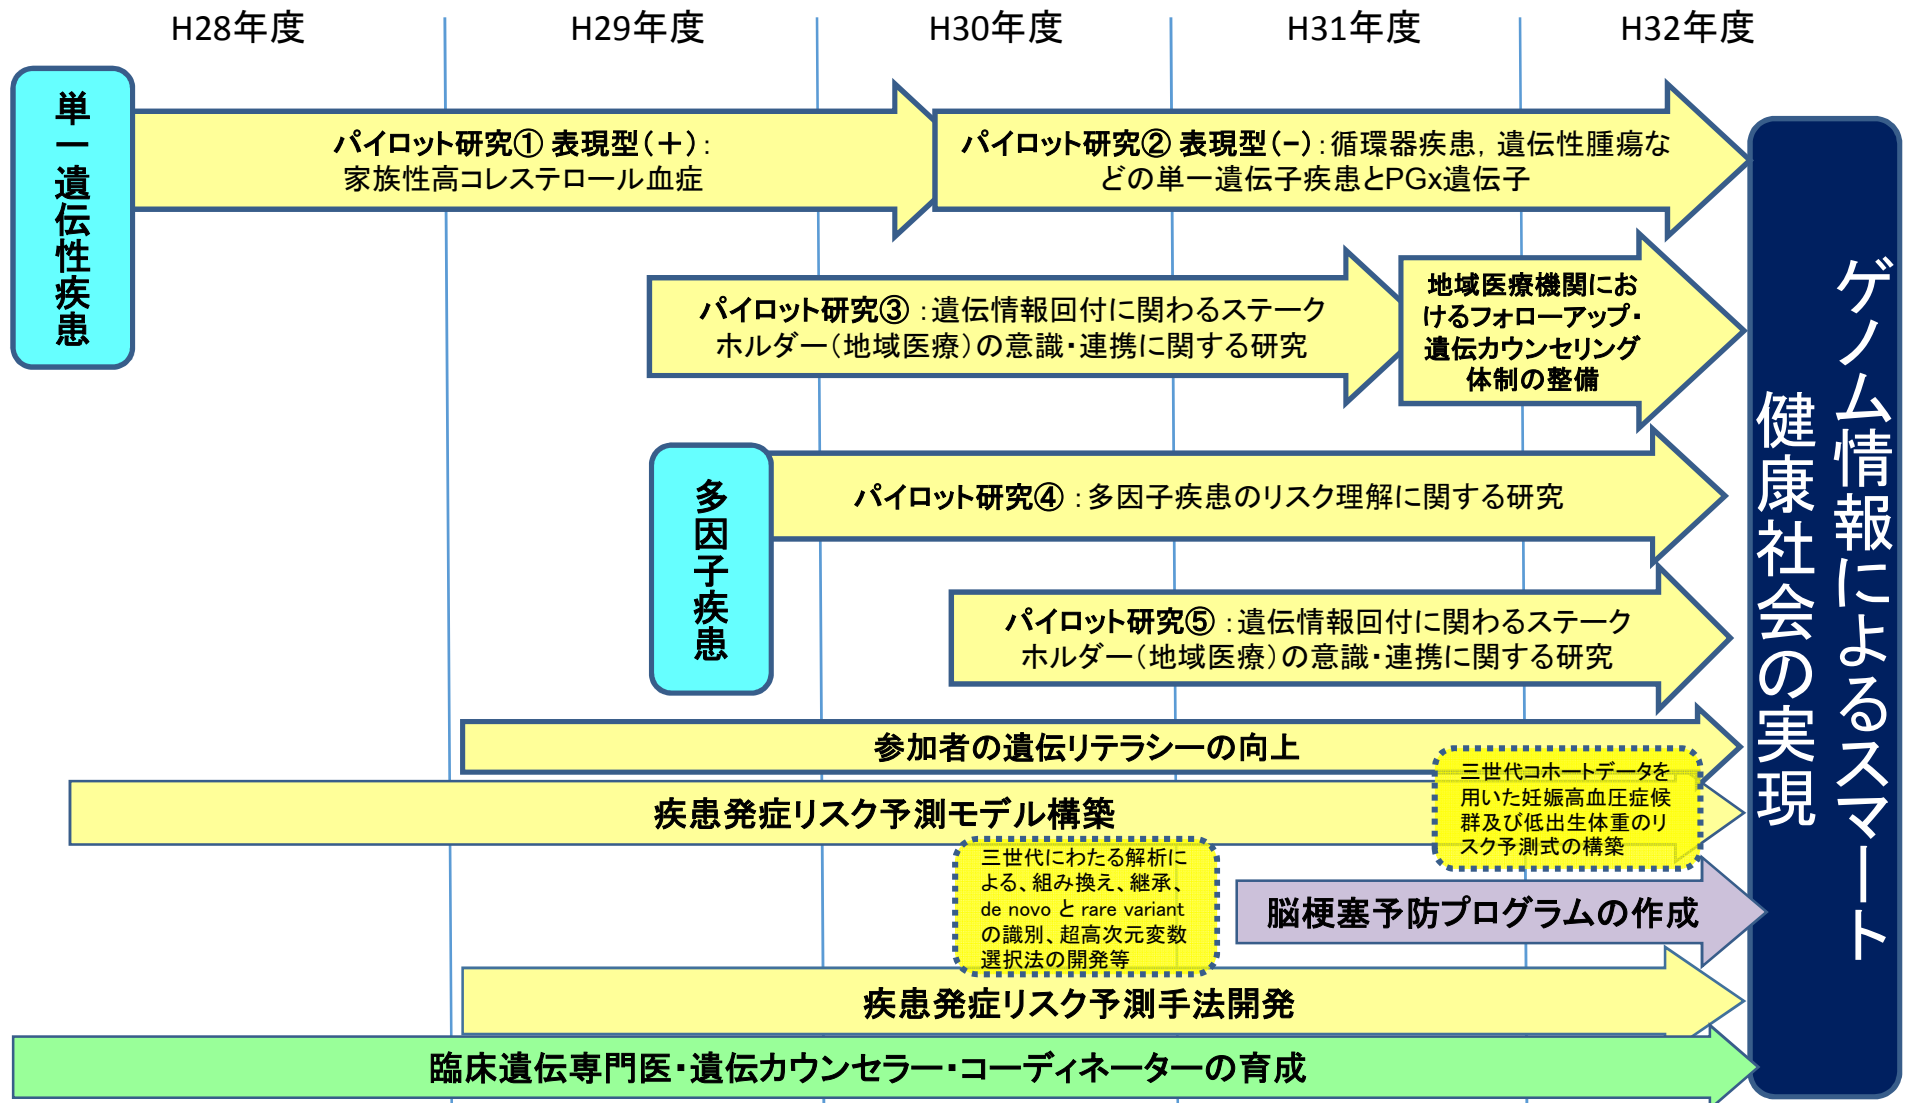 H28年度
H29年度
H30年度
H31年度
H32年度
単一遺伝性疾患
パイロット研究① 表現型(＋):
家族性高コレステロール血症
パイロット研究② 表現型(−):循環器疾患, 遺伝性腫瘍な
どの単一遺伝子疾患とPGx遺伝子
パイロット研究③ :遺伝情報回付に関わるステーク
ホルダー(地域医療)の意識・連携に関する研究
地域医療機関にお
けるフォローアップ・
遺伝カウンセリング
体制の整備
多因子疾患
パイロット研究④ :多因子疾患のリスク理解に関する研究
パイロット研究⑤ :遺伝情報回付に関わるステーク
ホルダー(地域医療)の意識・連携に関する研究
参加者の遺伝リテラシーの向上
疾患発症リスク予測モデル構築
三世代コホートデータを
用いた妊娠高血圧症候
群及び低出生体重のリ
スク予測式の構築
三世代にわたる解析に
よる、組み換え、継承、
de novo と rare variant
の識別、超高次元変数
選択法の開発等
脳梗塞予防プログラムの作成
疾患発症リスク予測手法開発
臨床遺伝専門医・遺伝カウンセラー・コーディネーターの育成
ゲノム情報によるスマート
健康社会の実現